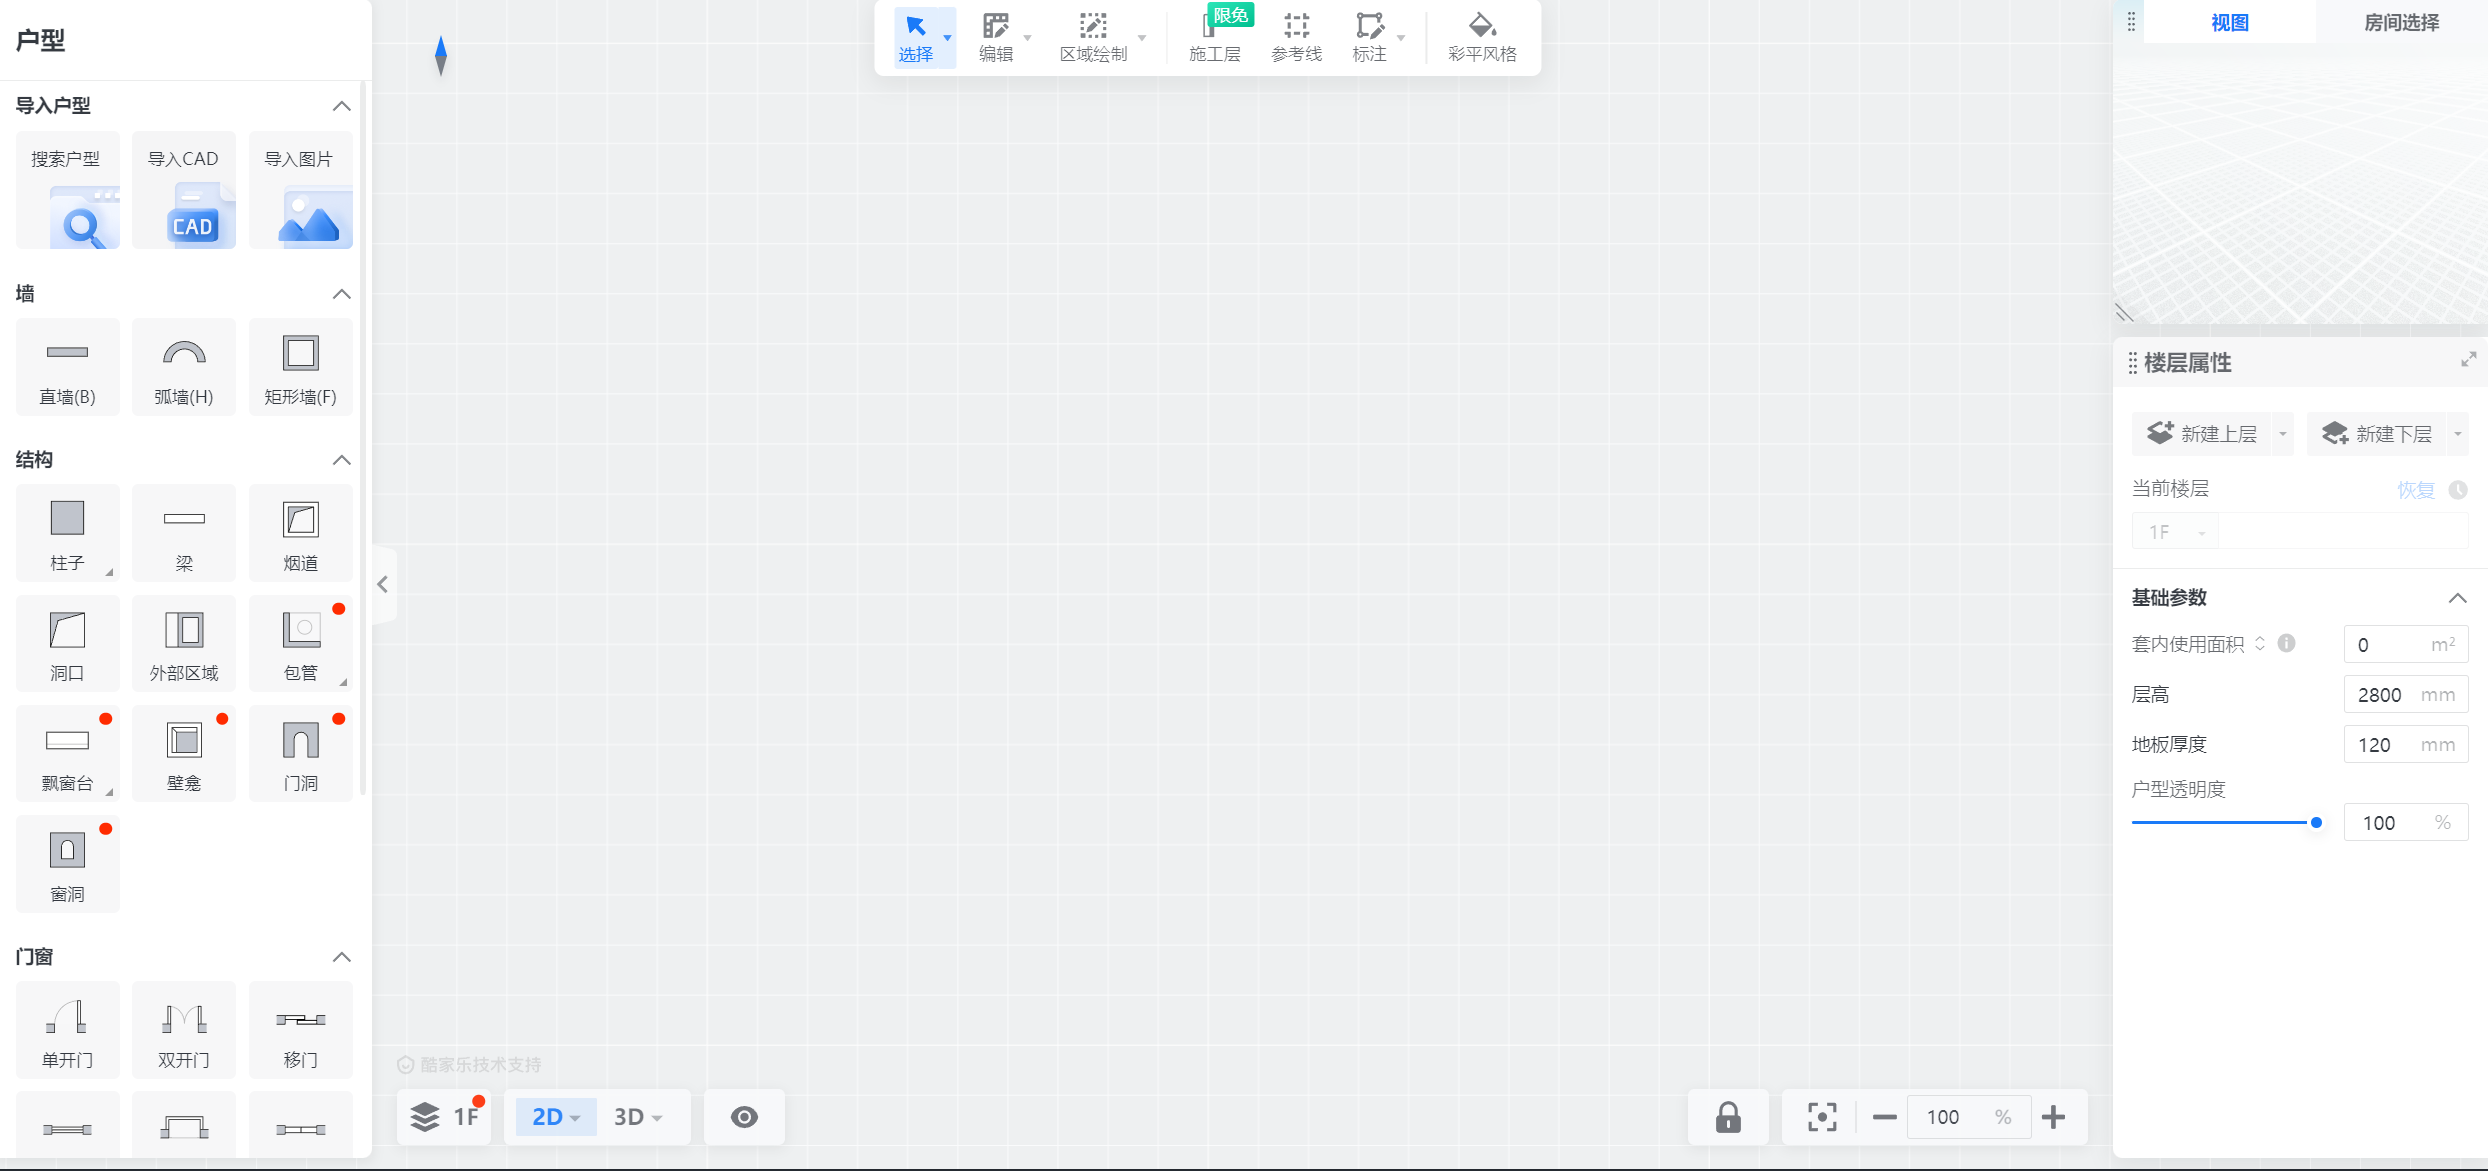 户型
导入户型
搜索户型
导入CAD
导入图片
CAD
墙
直墙(B)
弧墙(H)
矩形墙(F)
结构
柱子
梁
烟道
洞口
外部区域
包管
飘窗台
壁龛
门洞
窗洞
门窗
单开门
双开门
移门
选择
编辑
区域绘制
限免
施工层
参考线
标注
彩平风格
酷家乐技术支持
1F
2D
3D
100 %
视图
房间选择
楼层属性
新建上层
新建下层
当前楼层
恢复
1F
基础参数
套内使用面积
0 m²
层高
2800 mm
地板厚度
120 mm
户型透明度
100 %